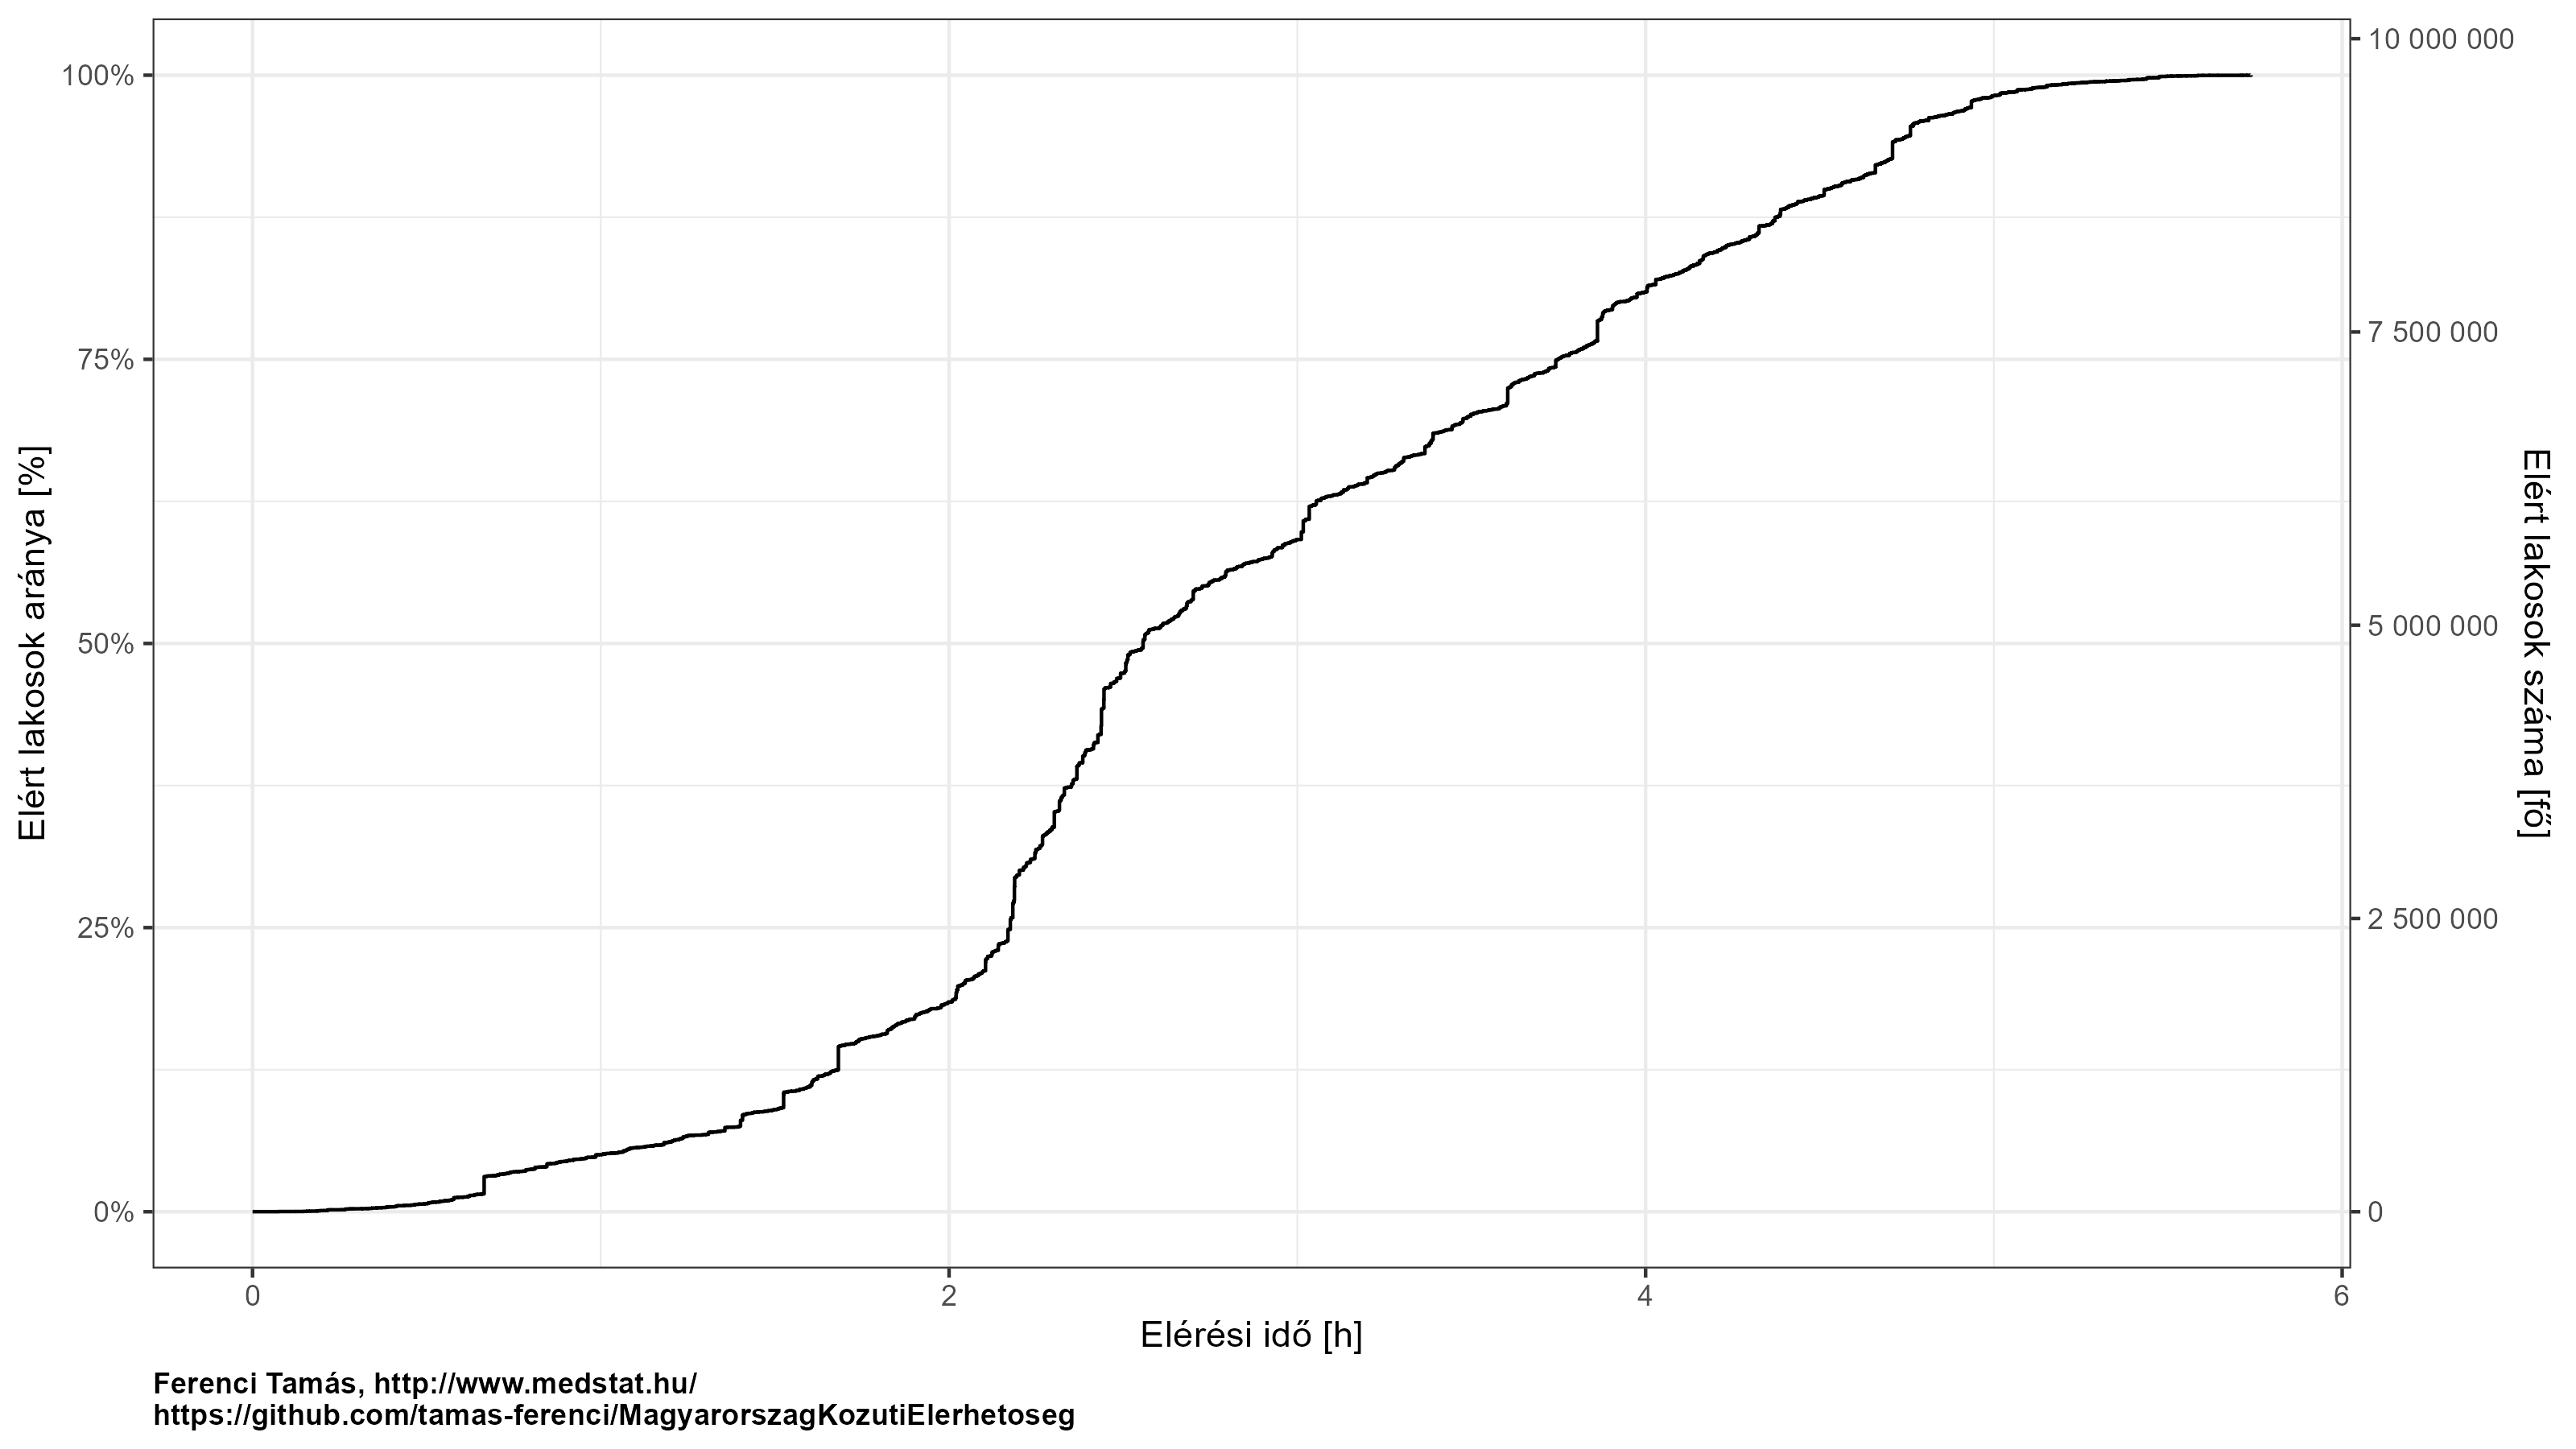 Elért lakosok aránya [%]
100%
75%
50%
25%
0%
10 000 000
7 500 000
5 000 000
2 500 000
0
Elért lakosok száma [fő]
0
2
4
6
Elérési idő [h]
Ferenci Tamás, http://www.medstat.hu/
https://github.com/tamas-ferenci/MagyarorszagKozutiElerhetoseg